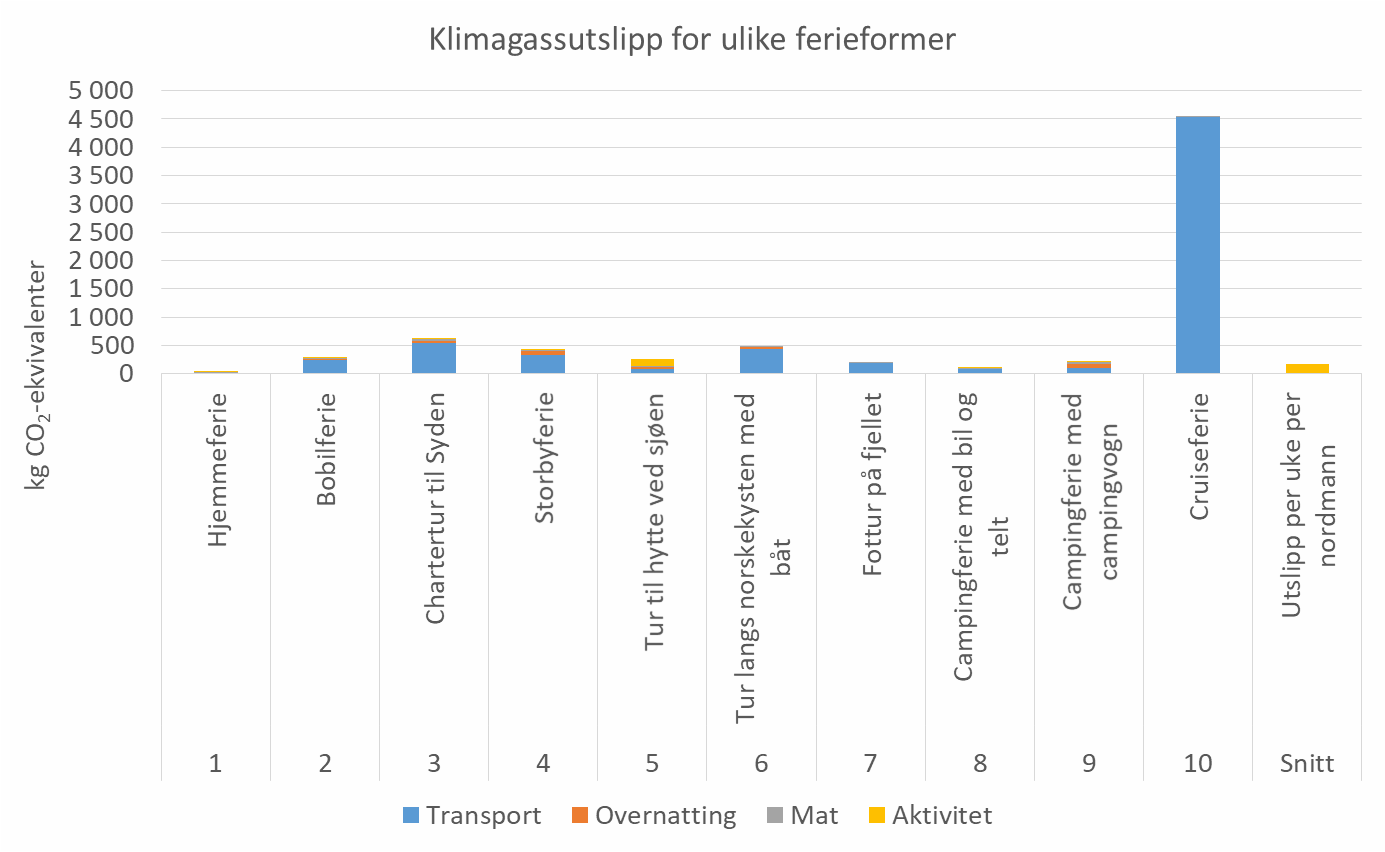 Klimagassutslipp for ulike ferieformer
kg CO₂-ekvivalenter
5 000
4 500
4 000
3 500
3 000
2 500
2 000
1 500
1 000
500
0
Hjemmeferie
Bobilferie
Chartertur til Syden
Storbyferie
Tur til hytte ved sjøen
Tur langs norskekysten med
båt
Fottur på fjellet
Campingferie med bil og
telt
Campingferie med
campingvogn
Cruiseferie
Utslipp per uke per
nordmann
1 2 3 4 5 6 7 8 9 10 Snitt
Transport Overnatting Mat Aktivitet